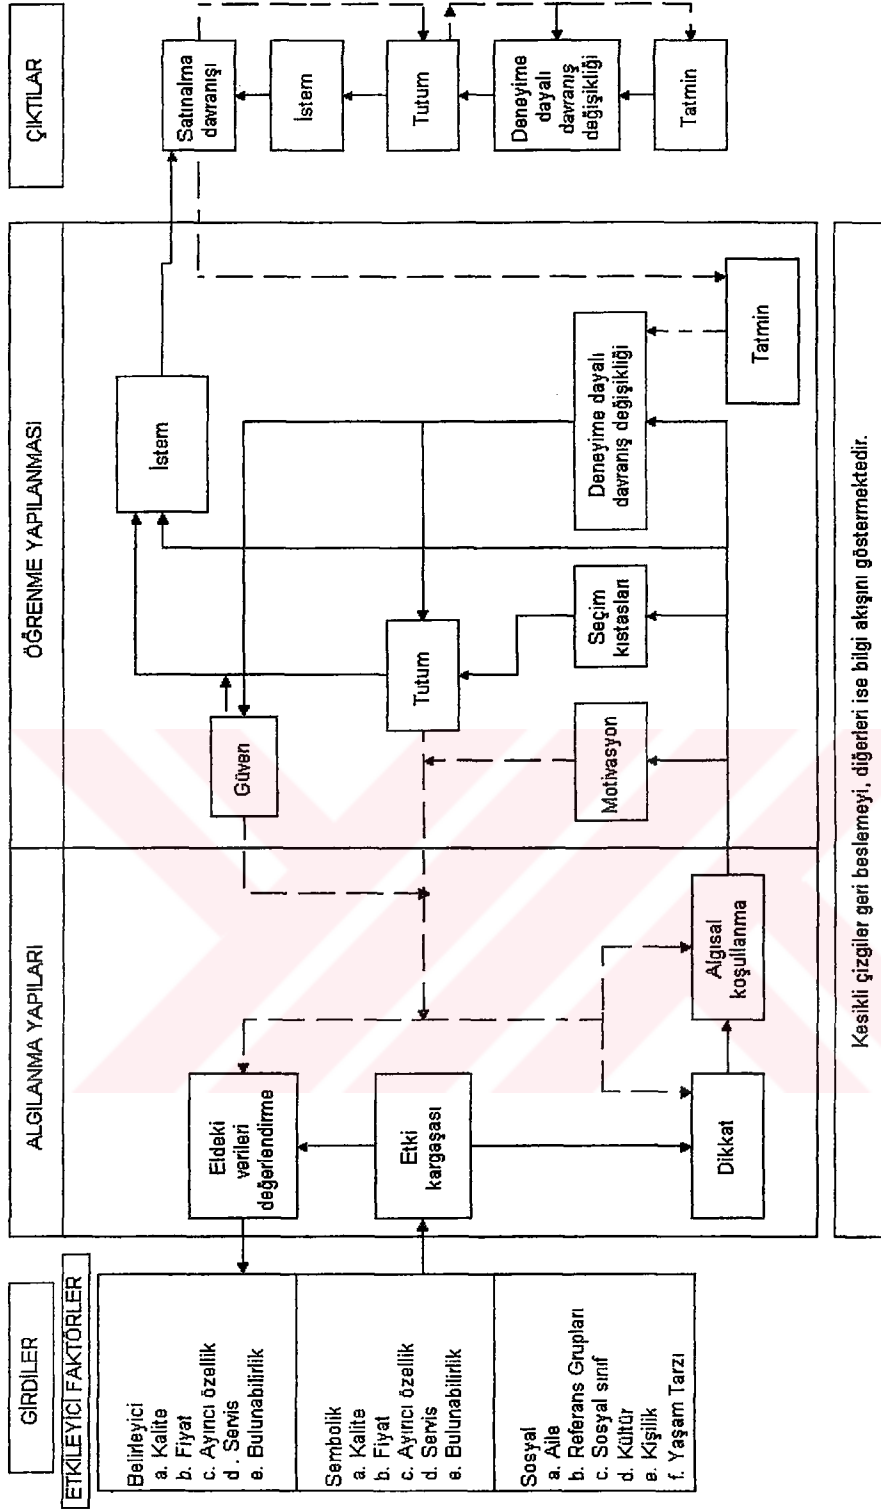 GİRDİLER
ETKİLEYİCİ FAKTÖRLER
Belirleyici
a. Kalite
b. Fiyat
c. Ayırıcı özellik
d . Servis
e. Bulunabilirlik
Sembolik
a. Kalite
b. Fiyat
c. Ayırıcı özellik
d. Servis
e. Bulunabilirlik
Sosyal
a. Aile
b. Referans Grupları
c. Sosyal sınıf
d. Kültür
e. Kişilik
f. Yaşam Tarzı
ALGILANMA YAPILARI
Eldeki
verileri
değerlendirme
Etki
kargaşası
Dikkat
Algısal
koşullanma
ÖĞRENME YAPILANMASI
İstem
Güven
Tutum
Motivasyon
Seçim
kıstasları
Deneyime dayalı
davranış değişikliği
Tatmin
ÇIKTILAR
Satınalma
davranışı
İstem
Tutum
Deneyime
dayalı
davranış
değişikliği
Tatmin
Kesikli çizgiler geri beslemeyi, diğerleri ise bilgi akışını göstermektedir.